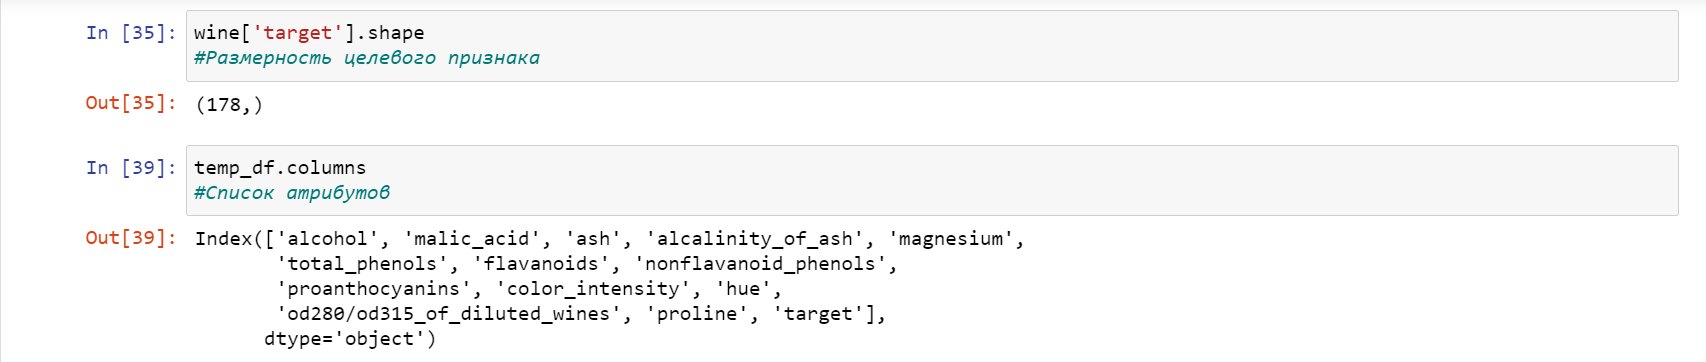 In [35]: wine['target'].shape
#Размерность целевого признака
Out[35]: (178,)
In [39]: temp_df.columns
#Список атрибутов
Out[39]: Index(['alcohol', 'malic_acid', 'ash', 'alcalinity_of_ash', 'magnesium',
'total_phenols', 'flavanoids', 'nonflavanoid_phenols',
'proanthocyanins', 'color_intensity', 'hue',
'od280/od315_of_diluted_wines', 'proline', 'target'],
dtype='object')